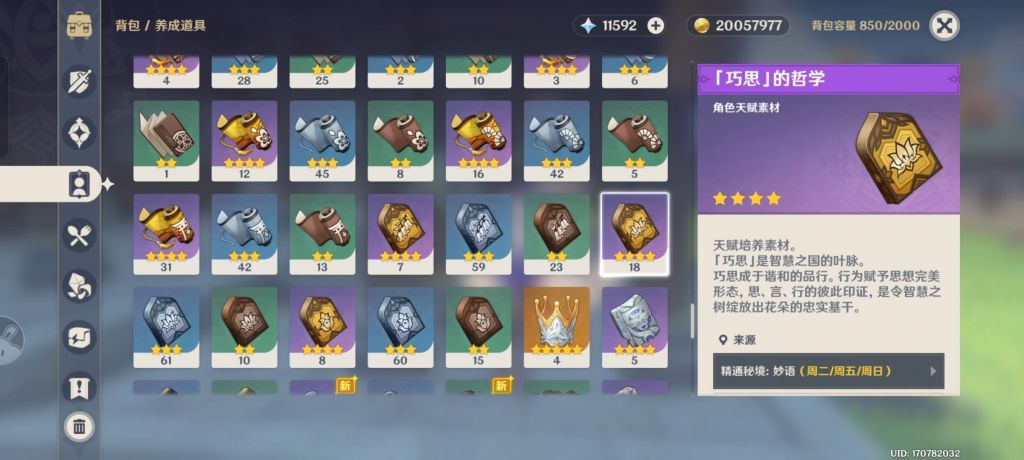 背包 / 养成道具
11592
20057977
背包容量 850/2000
4
28
25
2
10
3
6
1
12
45
8
16
42
5
31
42
13
7
59
23
18
61
10
8
60
15
4
5
新
新
「巧思」的哲学
角色天赋素材
天赋培养素材。
「巧思」是智慧之国的叶脉。
巧思成于谐和的品行。行为赋予思想完美
形态,思、言、行的彼此印证,是令智慧之
树绽放出花朵的忠实基干。
来源
精通秘境: 妙语(周二/周五/周日)
UID: 170782032